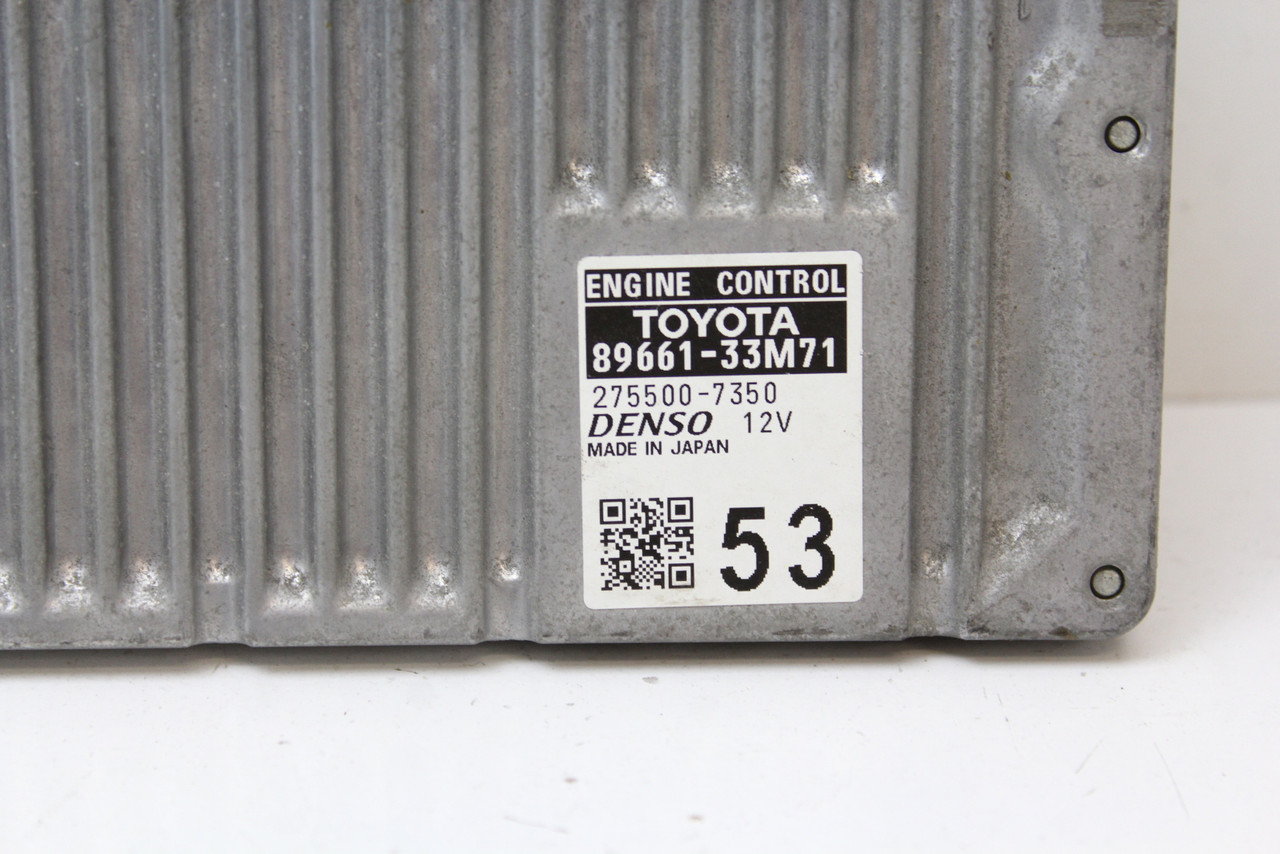 ENGINE CONTROL
TOYOTA
89661-33M71
275500-7350
DENSO 12V
MADE IN JAPAN
53